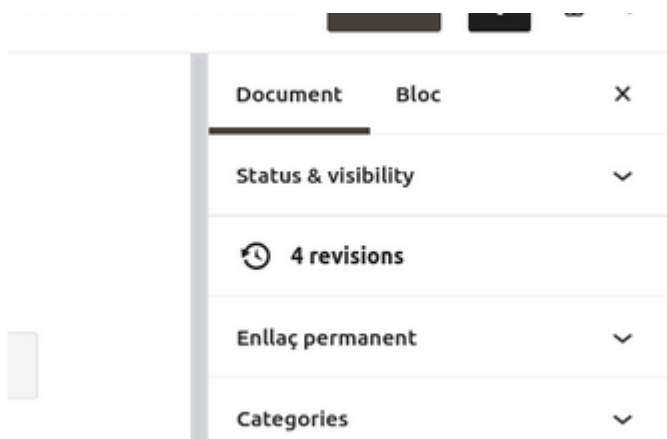 Document Bloc
Status & visibility
4 revisions
Enllaç permanent
Categories